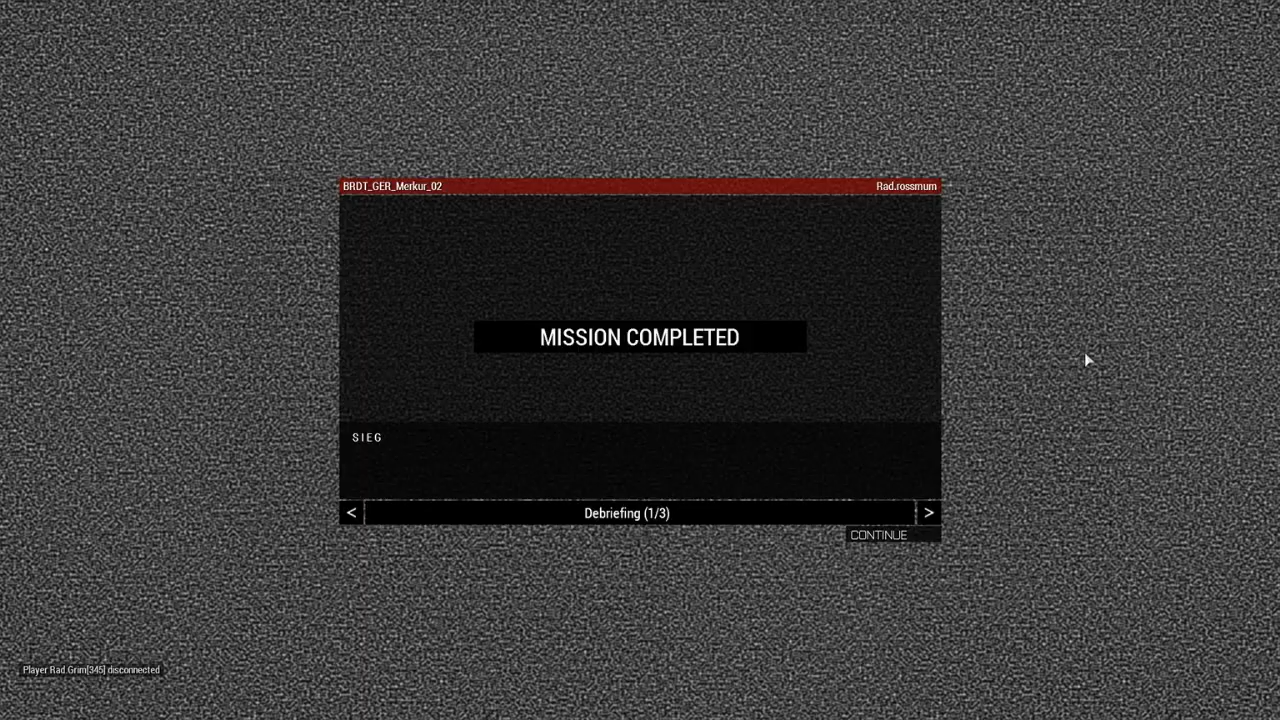 BRDT_GER_Merkur_02
Rad.rossmum
MISSION COMPLETED
SIEG
< Debriefing (1/3) >
CONTINUE
Player Rad.Grim[345] disconnected